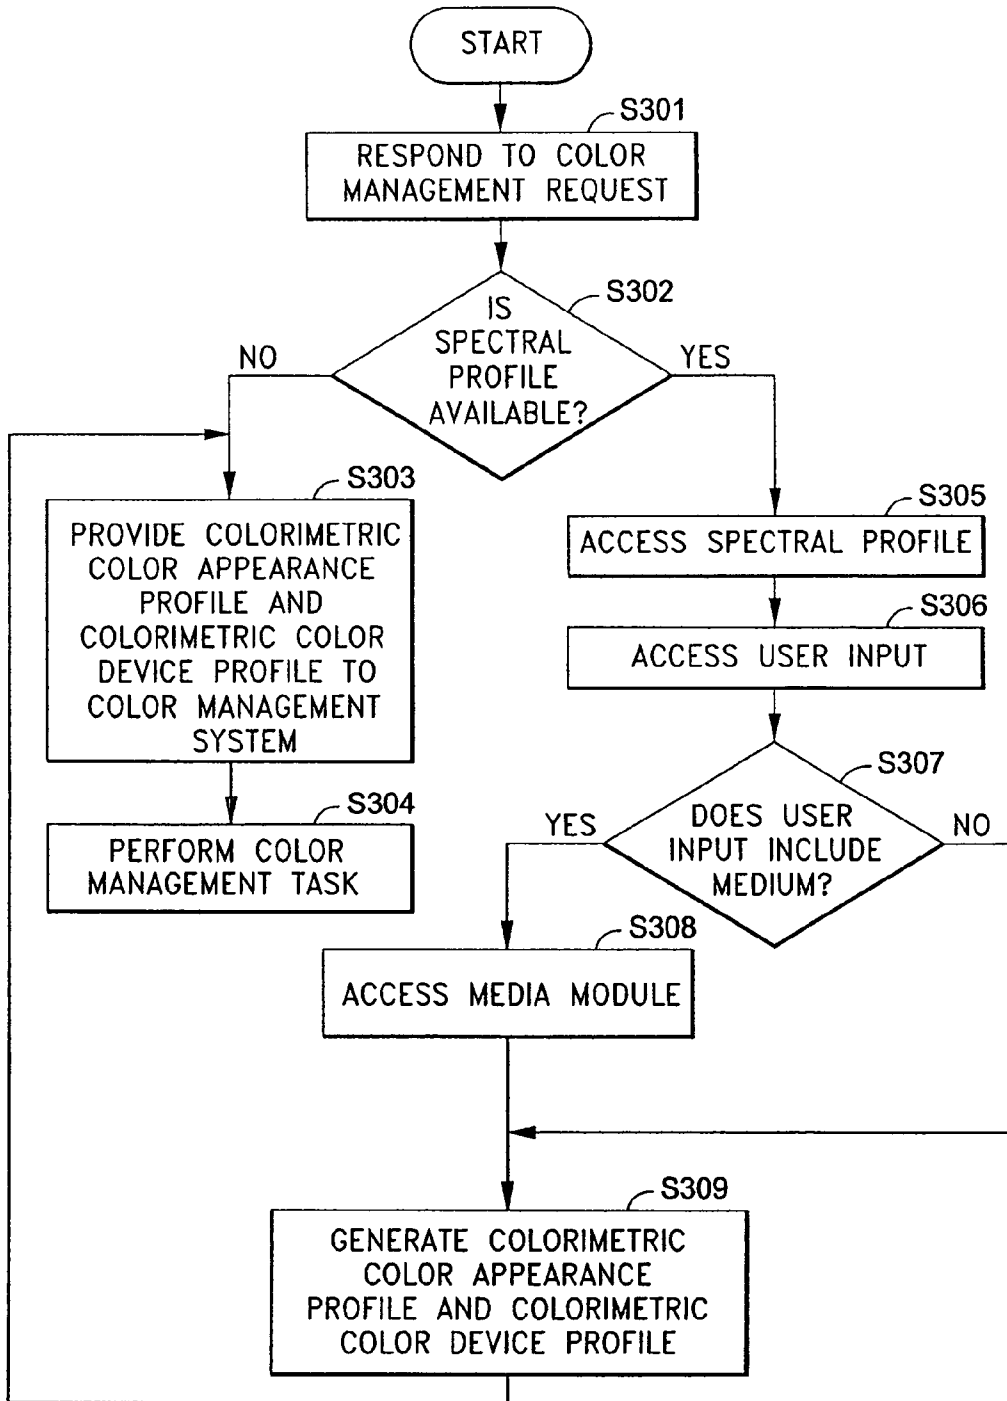 START
S301
RESPOND TO COLOR
MANAGEMENT REQUEST
S302
IS
SPECTRAL
PROFILE
AVAILABLE?
NO
YES
S303
PROVIDE COLORIMETRIC
COLOR APPEARANCE
PROFILE AND
COLORIMETRIC COLOR
DEVICE PROFILE TO
COLOR MANAGEMENT
SYSTEM
S304
PERFORM COLOR
MANAGEMENT TASK
S305
ACCESS SPECTRAL PROFILE
S306
ACCESS USER INPUT
S307
DOES USER
INPUT INCLUDE
MEDIUM?
YES
NO
S308
ACCESS MEDIA MODULE
S309
GENERATE COLORIMETRIC
COLOR APPEARANCE
PROFILE AND COLORIMETRIC
COLOR DEVICE PROFILE